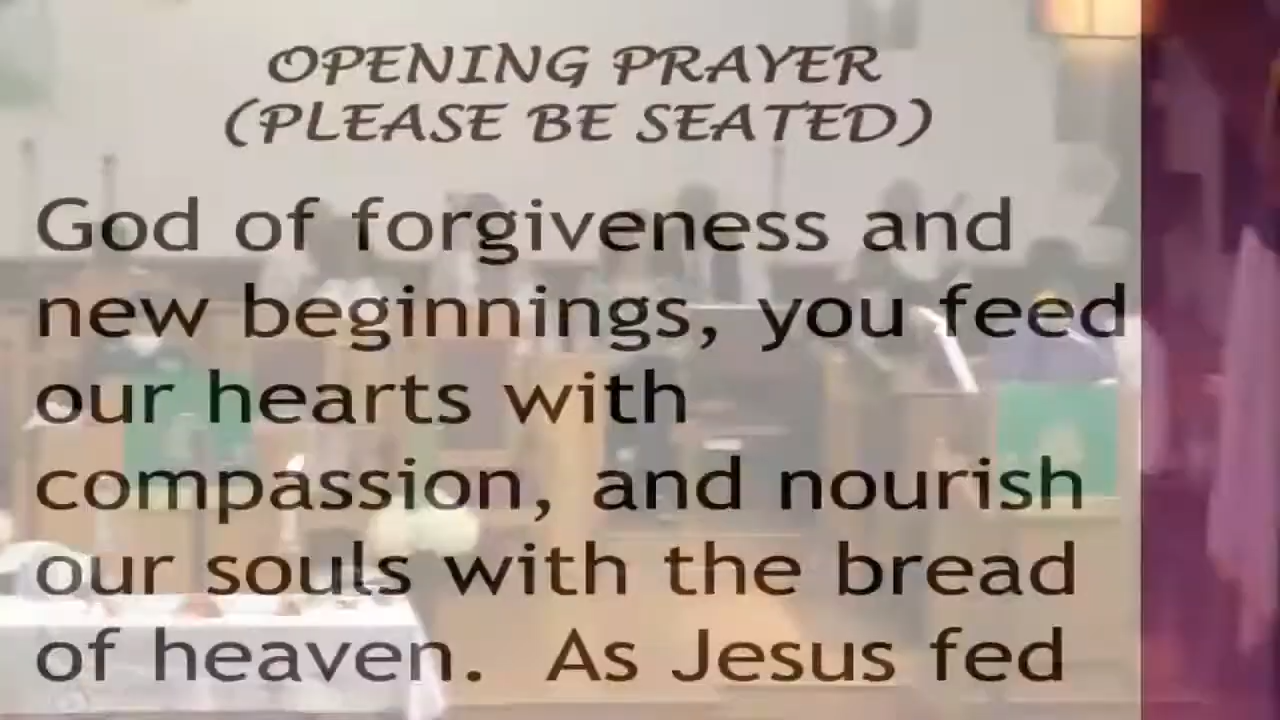 OPENING PRAYER
(PLEASE BE SEATED)
God of forgiveness and
new beginnings, you feed
our hearts with
compassion, and nourish
our souls with the bread
of heaven.  As Jesus fed